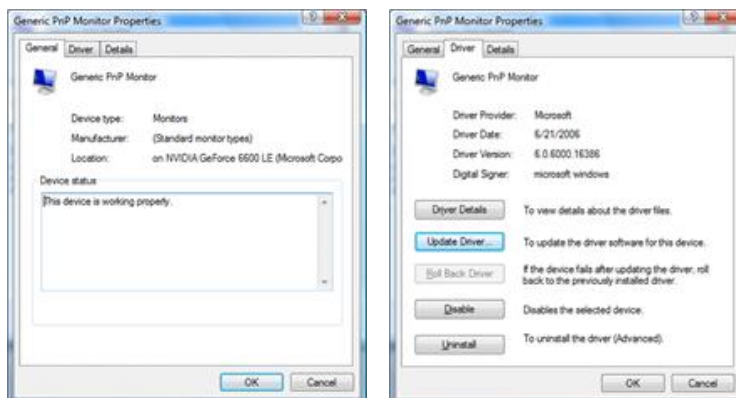 Generic PnP Monitor Properties
General Driver Details
Generic PnP Monitor
Device type: Monitors
Manufacturer: (Standard monitor types)
Location: on NVIDIA GeForce 6600 LE (Microsoft Corpo
Device status
This device is working properly.
OK Cancel
Generic PnP Monitor Properties
General Driver Details
Generic PnP Monitor
Driver Provider: Microsoft
Driver Date: 6/21/2006
Driver Version: 6.0.6000.16386
Digital Signer: microsoft windows
Driver Details To view details about the driver files.
Update Driver... To update the driver software for this device.
Roll Back Driver If the device fails after updating the driver, roll
back to the previously installed driver.
Disable Disables the selected device.
Uninstall To uninstall the driver (Advanced).
OK Cancel